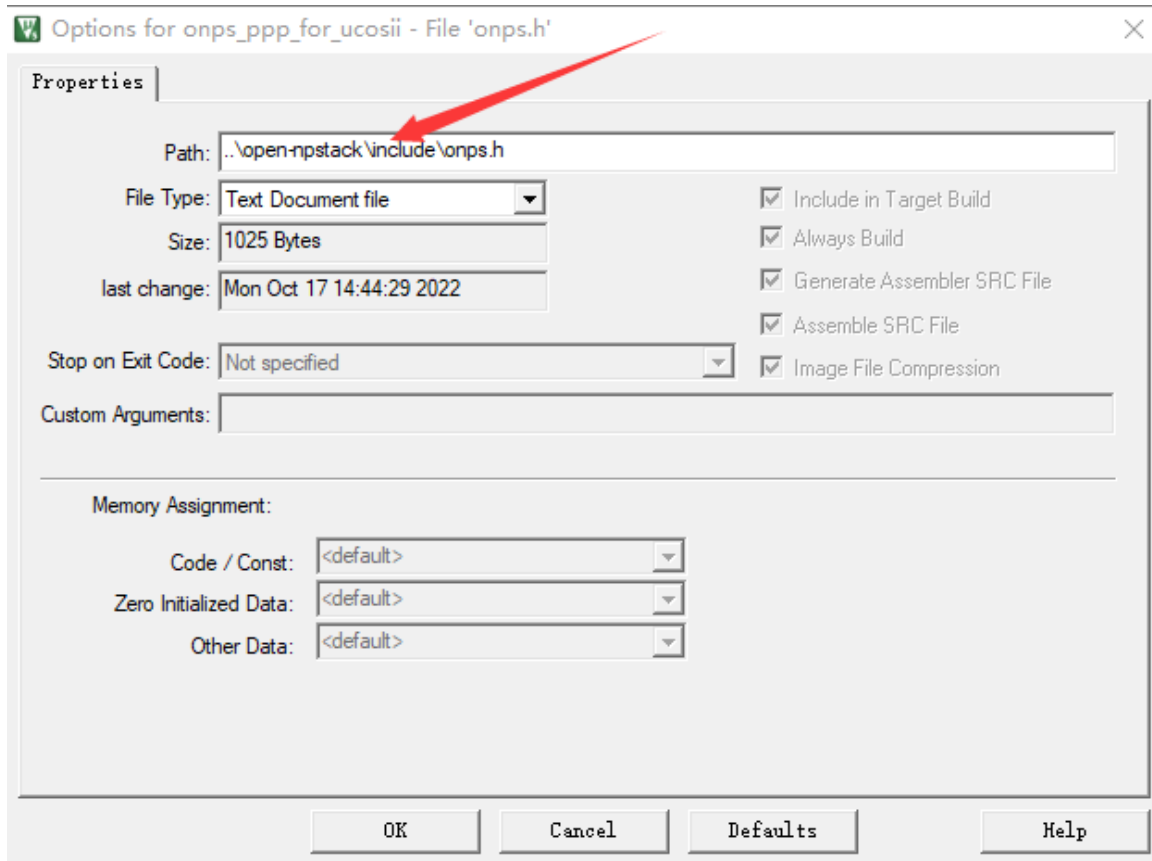 Options for onps_ppp_for_ucosii - File 'onps.h'
Properties
Path: ..\open-npstack\include\onps.h
File Type: Text Document file
Include in Target Build
Size: 1025 Bytes
Always Build
last change: Mon Oct 17 14:44:29 2022
Generate Assembler SRC File
Assemble SRC File
Stop on Exit Code: Not specified
Image File Compression
Custom Arguments:
Memory Assignment:
Code / Const: <default>
Zero Initialized Data: <default>
Other Data: <default>
OK Cancel Defaults Help